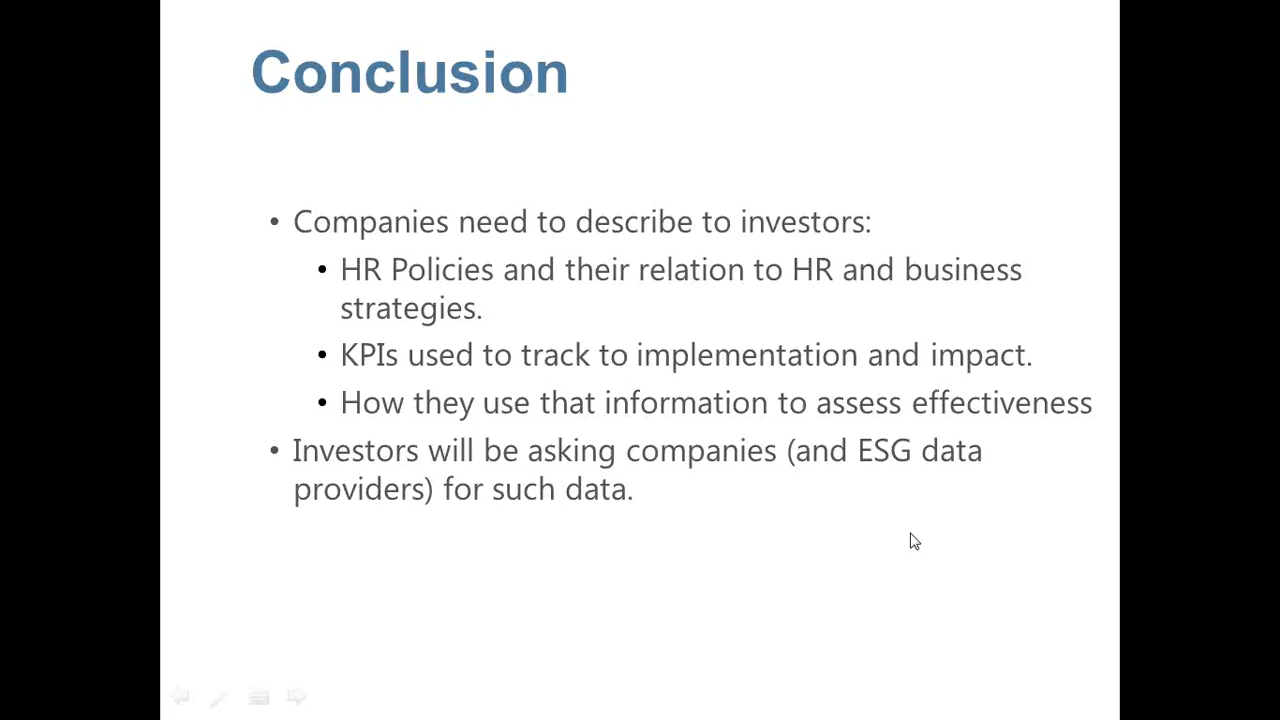 Conclusion
• Companies need to describe to investors:
• HR Policies and their relation to HR and business
strategies.
• KPIs used to track to implementation and impact.
• How they use that information to assess effectiveness
• Investors will be asking companies (and ESG data
providers) for such data.